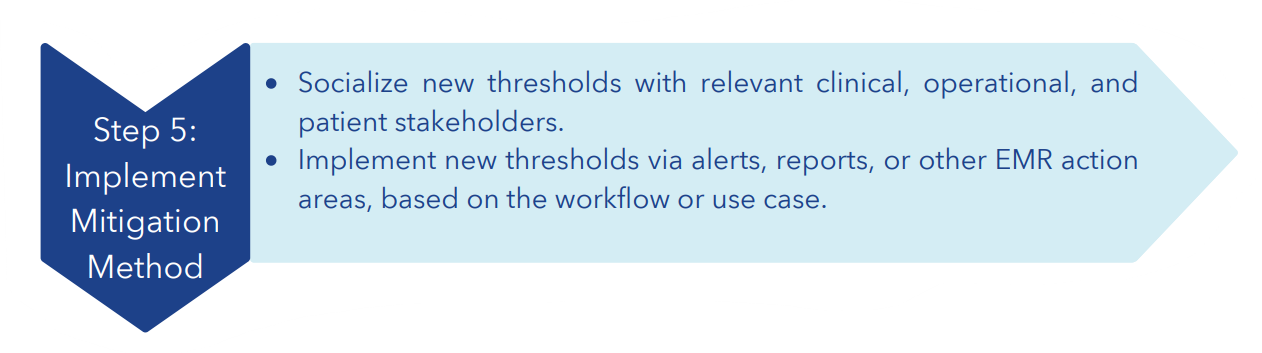 Step 5:
Implement
Mitigation
Method
• Socialize new thresholds with relevant clinical, operational, and
patient stakeholders.
• Implement new thresholds via alerts, reports, or other EMR action
areas, based on the workflow or use case.